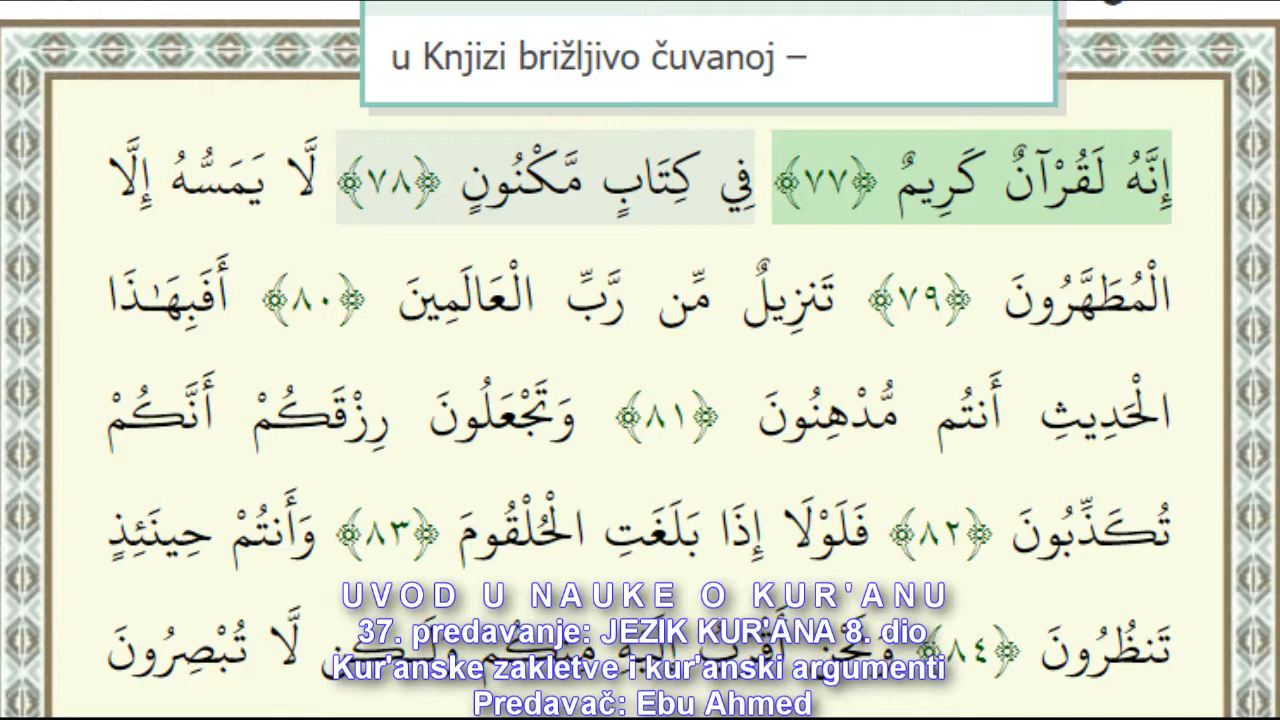 u Knjizi brižljivo čuvanoj –
إِنَّهُ لَقُرْآنٌ كَرِيمٌ ﴿٧٧﴾ فِي كِتَابٍ مَّكْنُونٍ ﴿٧٨﴾ لَّا يَمَسُّهُ إِلَّا
الْمُطَهَّرُونَ ﴿٧٩﴾ تَنزِيلٌ مِّن رَّبِّ الْعَالَمِينَ ﴿٨٠﴾ أَفَبِهَـٰذَا
الْحَدِيثِ أَنتُم مُّدْهِنُونَ ﴿٨١﴾ وَتَجْعَلُونَ رِزْقَكُمْ أَنَّكُمْ
تُكَذِّبُونَ ﴿٨٢﴾ فَلَوْلَا إِذَا بَلَغَتِ الْحُلْقُومَ ﴿٨٣﴾ وَأَنتُمْ حِينَئِذٍ
تَنظُرُونَ ﴿٨٤﴾ وَنَحْنُ أَقْرَبُ إِلَيْهِ مِنكُمْ وَلَـٰكِن لَّا تُبْصِرُونَ
UVOD U NAUKE O KUR'ANU
37. predavanje: JEZIK KUR'ANA 8. dio
Kur'anske zakletve i kur'anski argumenti
Predavač: Ebu Ahmed